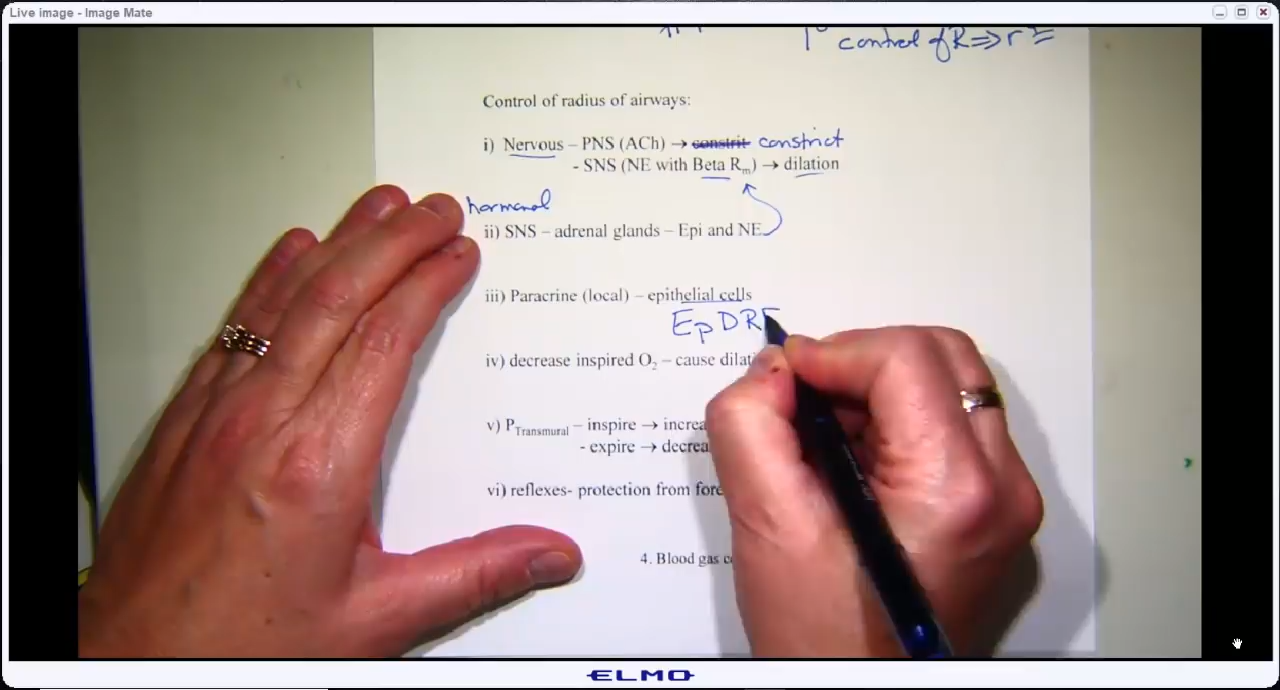 Live image - Image Mate
control of R ⇒ r
Control of radius of airways:
i) Nervous – PNS (ACh) → constrit constrict
- SNS (NE with Beta Rm) → dilation
hormonal
ii) SNS – adrenal glands – Epi and NE
iii) Paracrine (local) – epithelial cells
EpDRF
iv) decrease inspired O2 – cause dilati
v) PTransmural – inspire → increa
- expire → decrea
vi) reflexes- protection from fore
4. Blood gas
ELMO